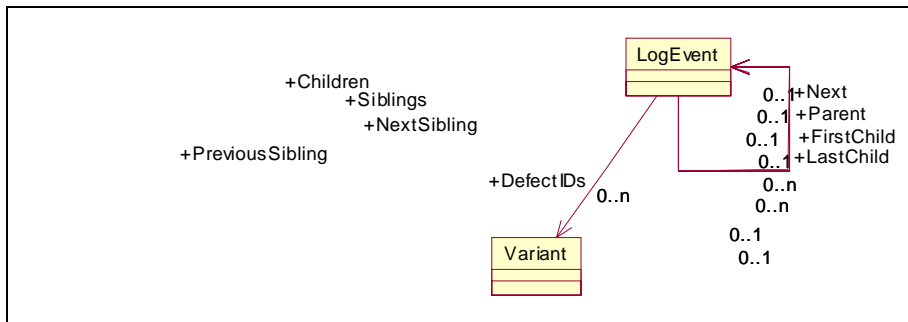 LogEvent
+Children
+Siblings
+NextSibling
+PreviousSibling
0..1 +Next
0..1 +Parent
0..1 +FirstChild
0..1 +LastChild
+DefectIDs
0..n
0..n
0..n
0..1
0..1
Variant